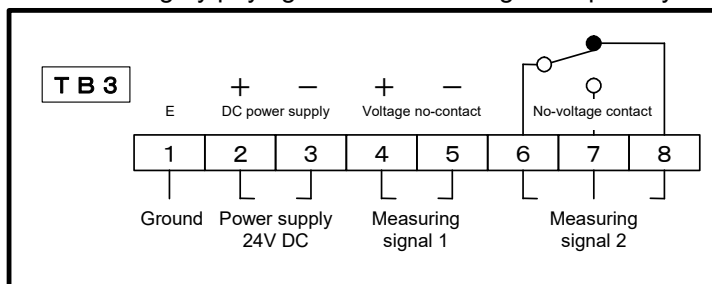 TB3
+ − + −
E DC power supply Voltage no-contact No-voltage contact
1 2 3 4 5 6 7 8
Ground Power supply Measuring Measuring
24V DC signal 1 signal 2